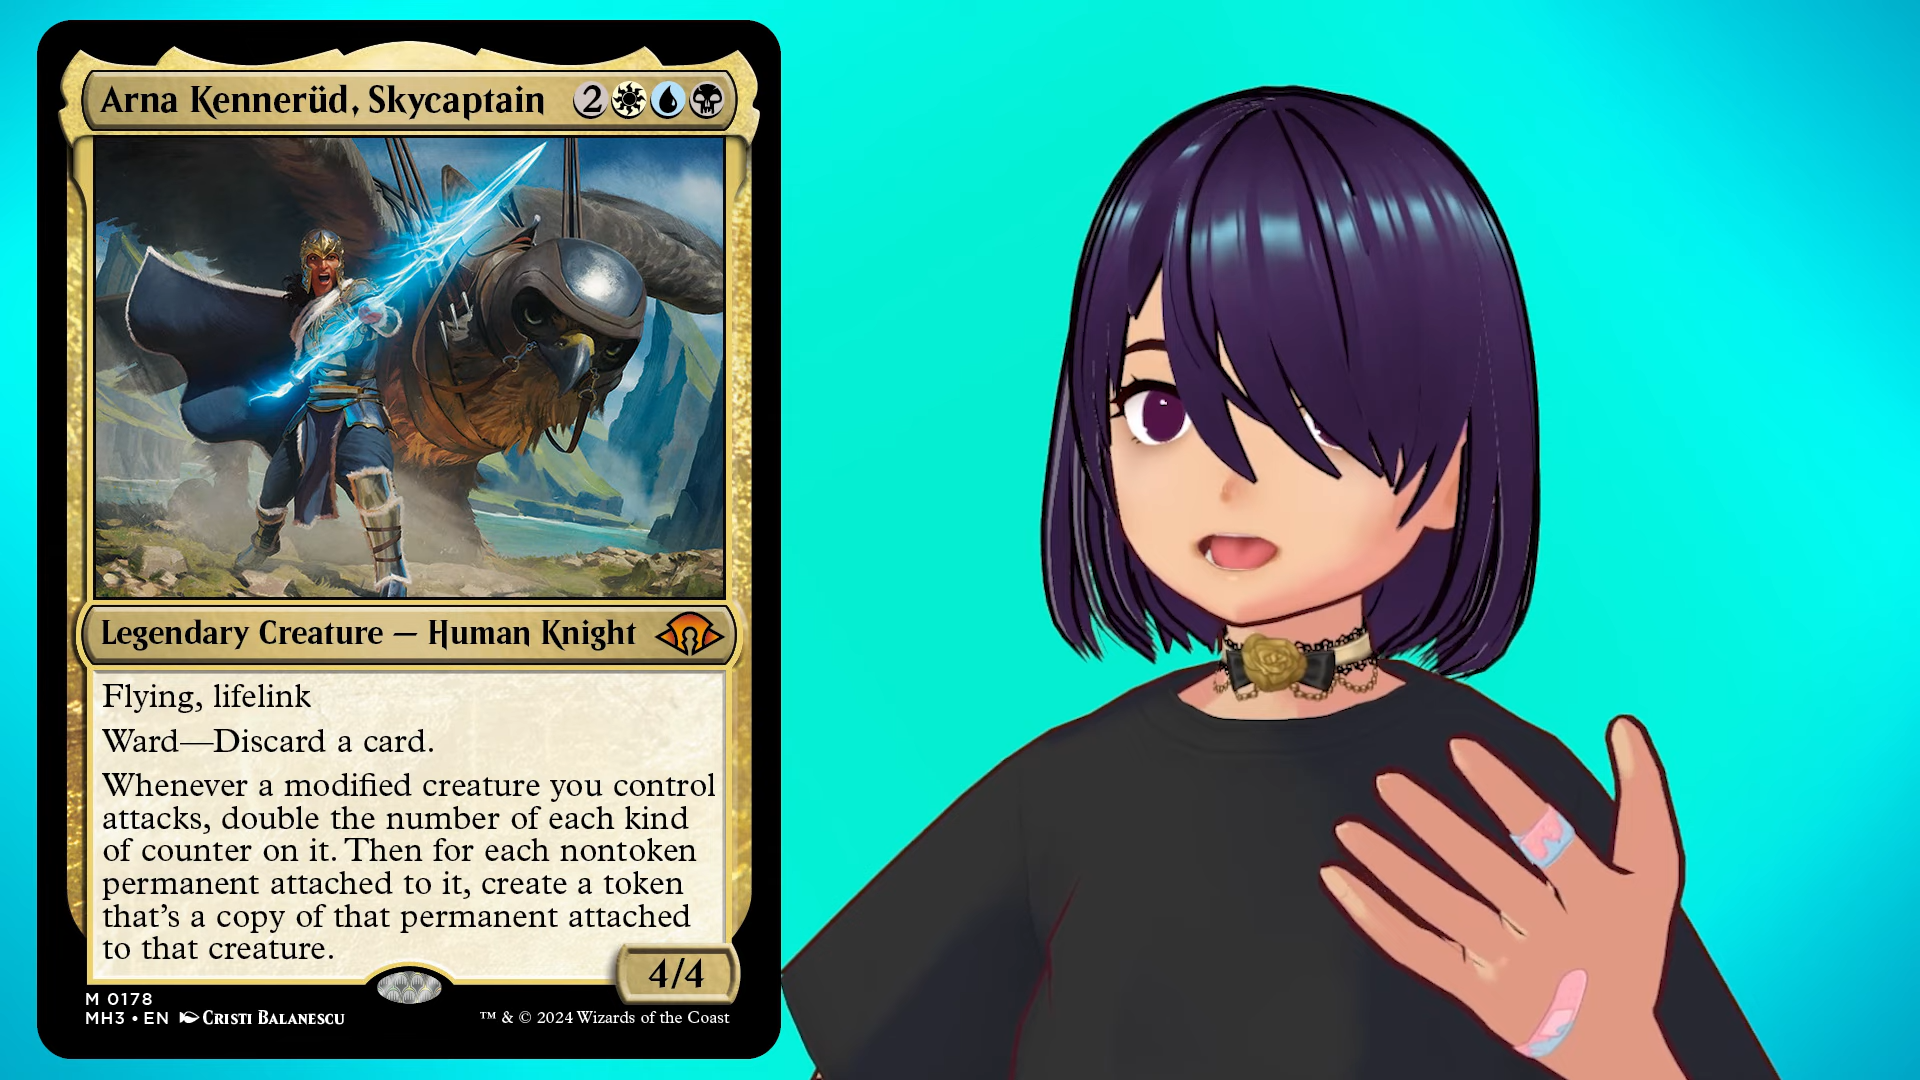 Arna Kennerüd, Skycaptain 2
Legendary Creature — Human Knight
Flying, lifelink
Ward—Discard a card.
Whenever a modified creature you control
attacks, double the number of each kind
of counter on it. Then for each nontoken
permanent attached to it, create a token
that's a copy of that permanent attached
to that creature.
4/4
M 0178
MH3 • EN Cristi Balanescu
™ & © 2024 Wizards of the Coast